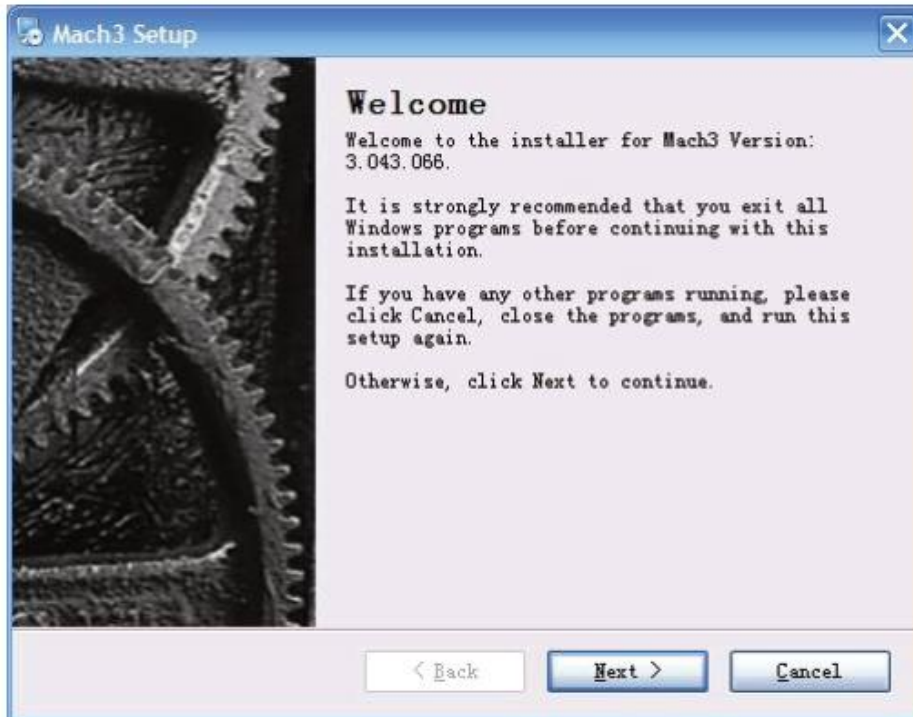 Mach3 Setup
Welcome
Welcome to the installer for Mach3 Version:
3.043.066.
It is strongly recommended that you exit all
Windows programs before continuing with this
installation.
If you have any other programs running, please
click Cancel, close the programs, and run this
setup again.
Otherwise, click Next to continue.
< Back
Next >
Cancel